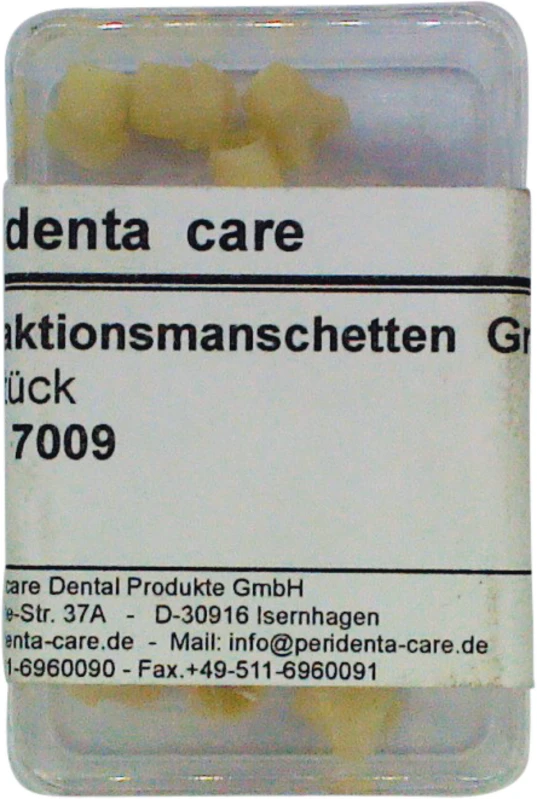 denta care
aktionsmanschetten Gr
tück
7009
care Dental Produkte GmbH
e-Str. 37A - D-30916 Isernhagen
enta-care.de - Mail: info@peridenta-care.de
1-6960090 - Fax.+49-511-6960091